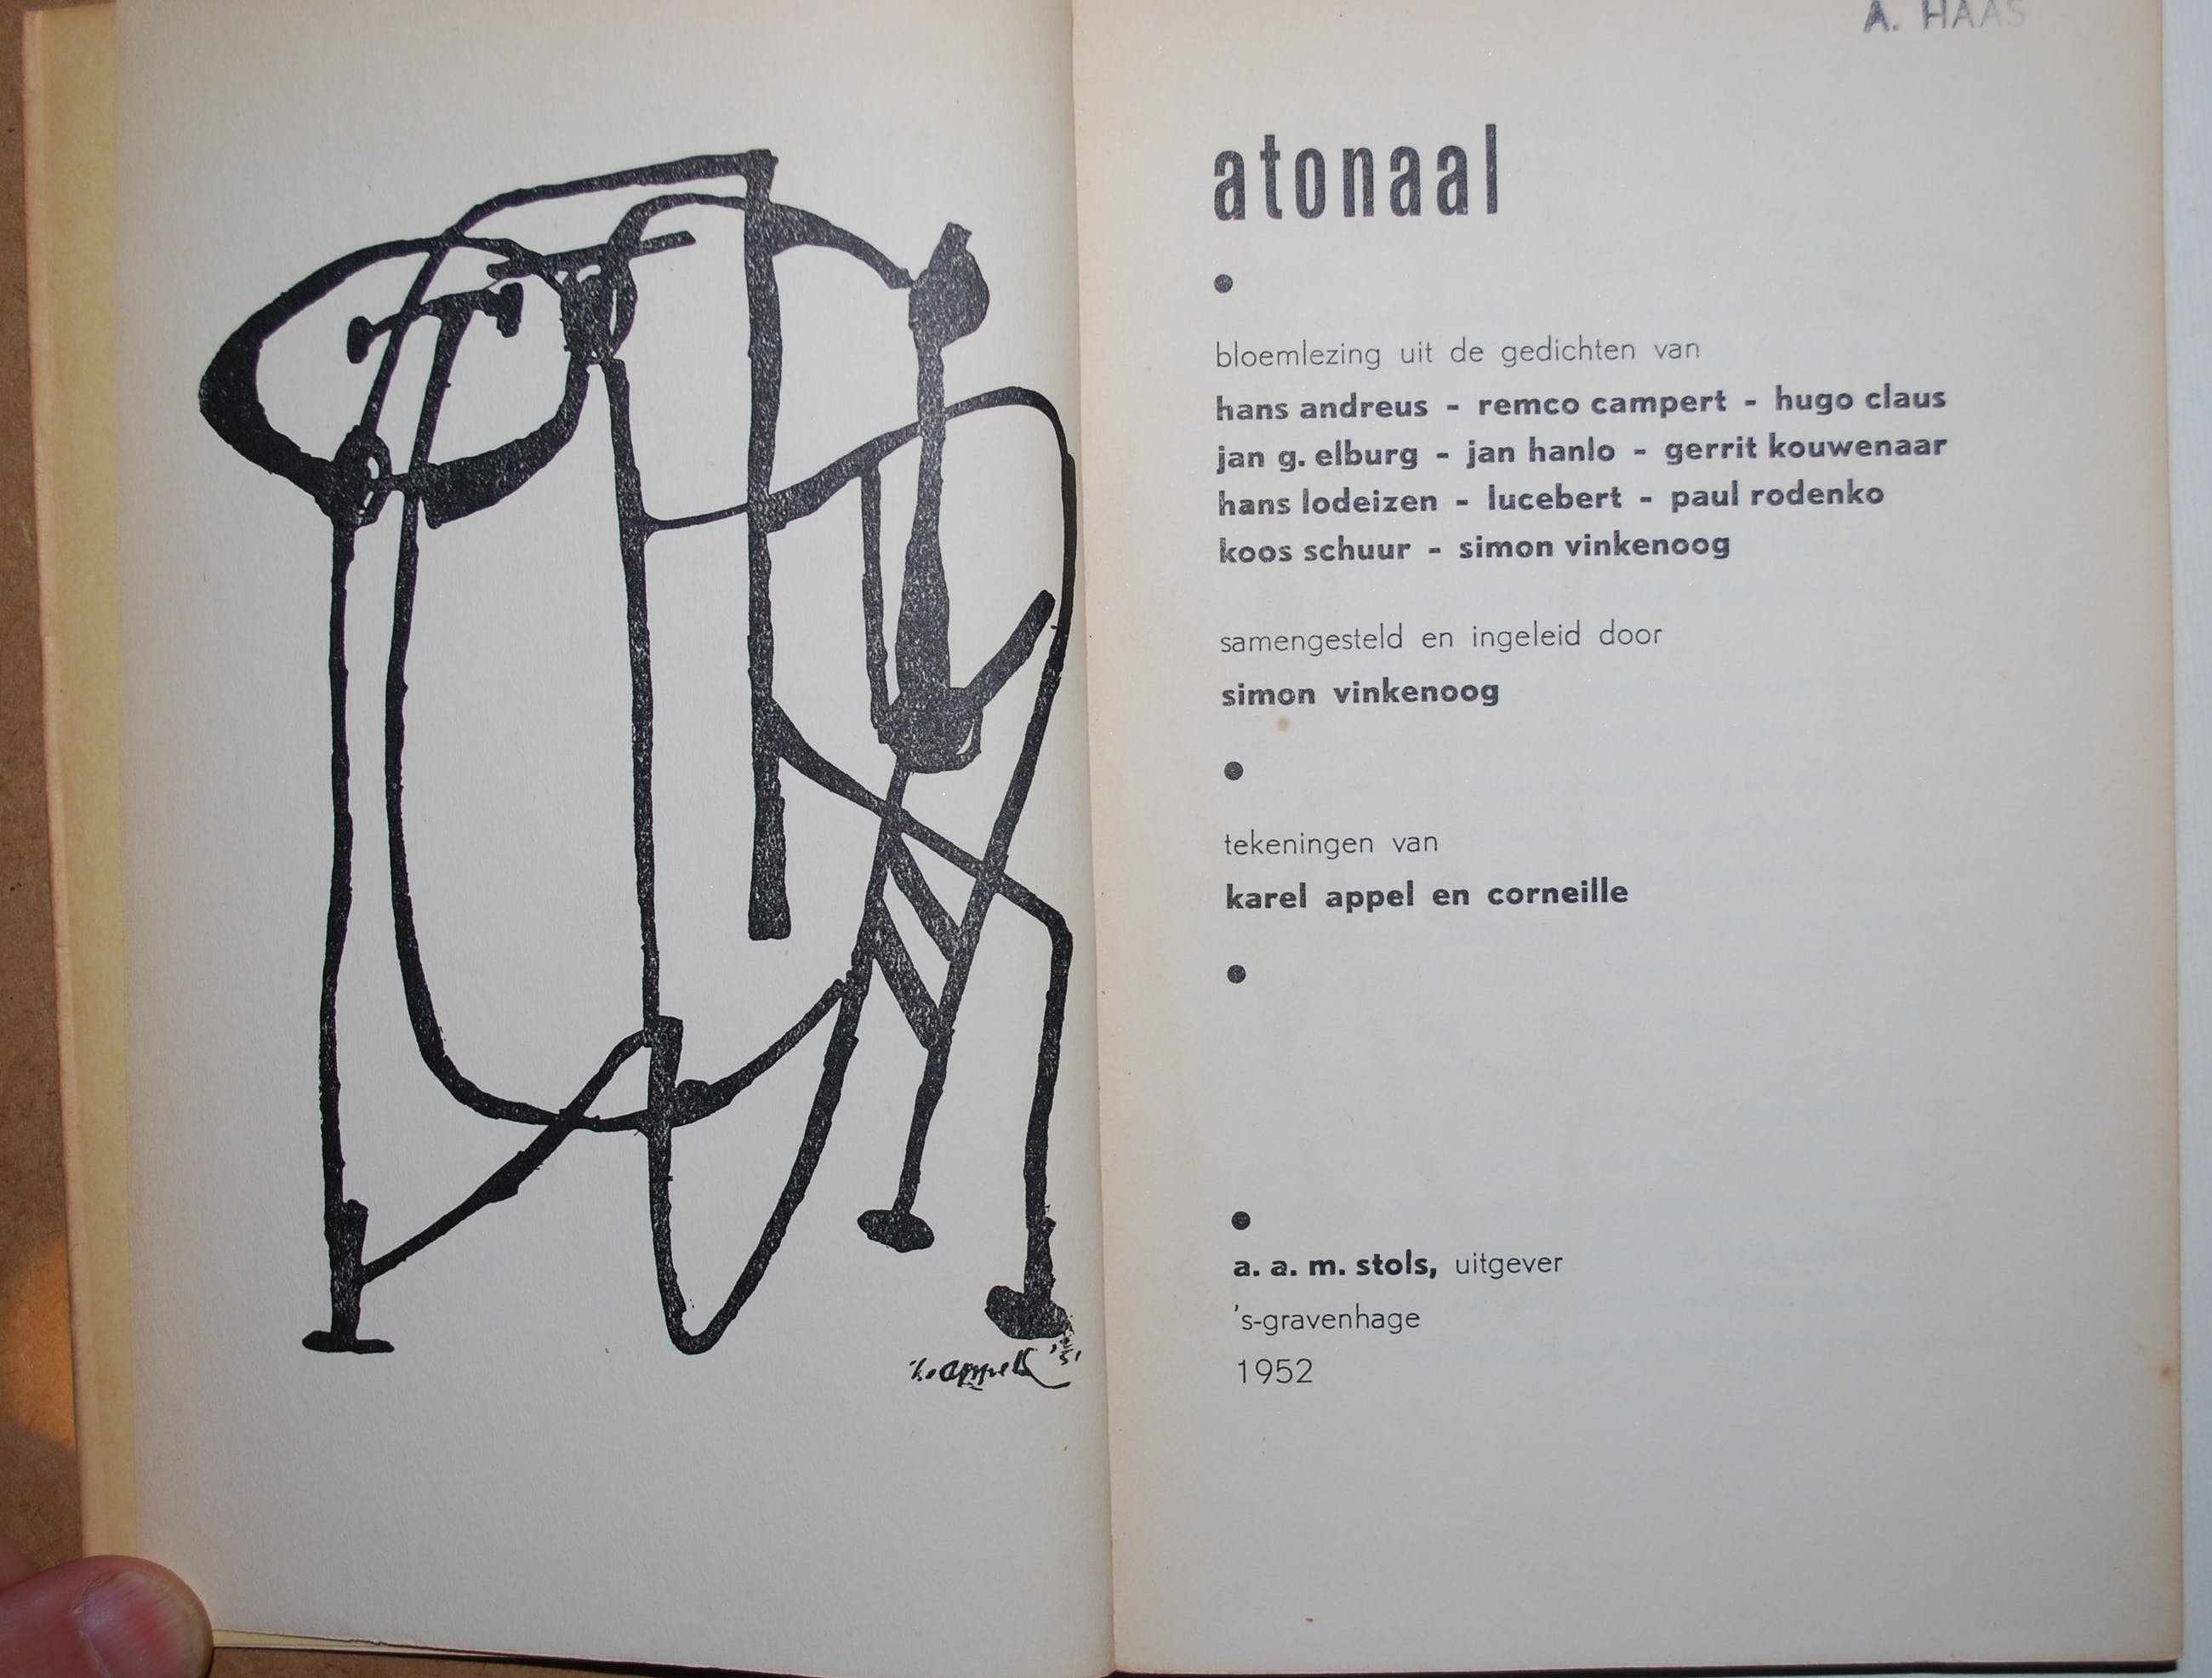 k. appel '51
A. HAAS
atonaal
bloemlezing uit de gedichten van
hans andreus - remco campert - hugo claus
jan g. elburg - jan hanlo - gerrit kouwenaar
hans lodeizen - lucebert - paul rodenko
koos schuur - simon vinkenoog
samengesteld en ingeleid door
simon vinkenoog
tekeningen van
karel appel en corneille
a. a. m. stols, uitgever
's-gravenhage
1952